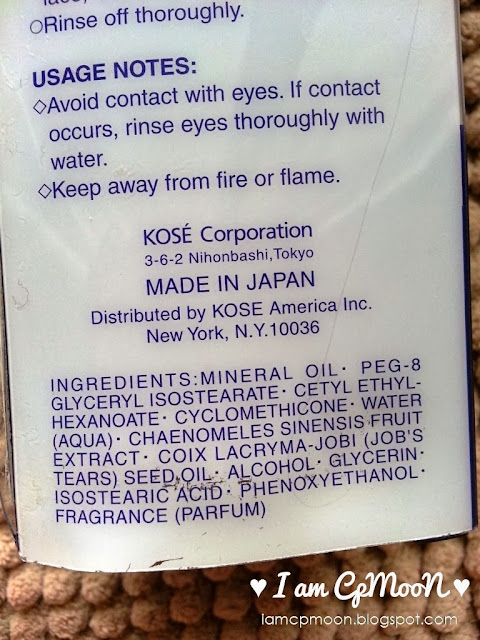 ○Rinse off thoroughly.
USAGE NOTES:
◇Avoid contact with eyes. If contact
occurs, rinse eyes thoroughly with
water.
◇Keep away from fire or flame.
KOSÉ Corporation
3-6-2 Nihonbashi,Tokyo
MADE IN JAPAN
Distributed by KOSE America Inc.
New York, N.Y.10036
INGREDIENTS:MINERAL OIL· PEG-8
GLYCERYL ISOSTEARATE· CETYL ETHYL-
HEXANOATE· CYCLOMETHICONE· WATER
(AQUA)· CHAENOMELES SINENSIS FRUIT
EXTRACT· COIX LACRYMA-JOBI (JOB'S
TEARS) SEED OIL· ALCOHOL· GLYCERIN·
ISOSTEARIC ACID· PHENOXYETHANOL·
FRAGRANCE (PARFUM)
♥ I am CpMooN ♥
Iamcpmoon.blogspot.com